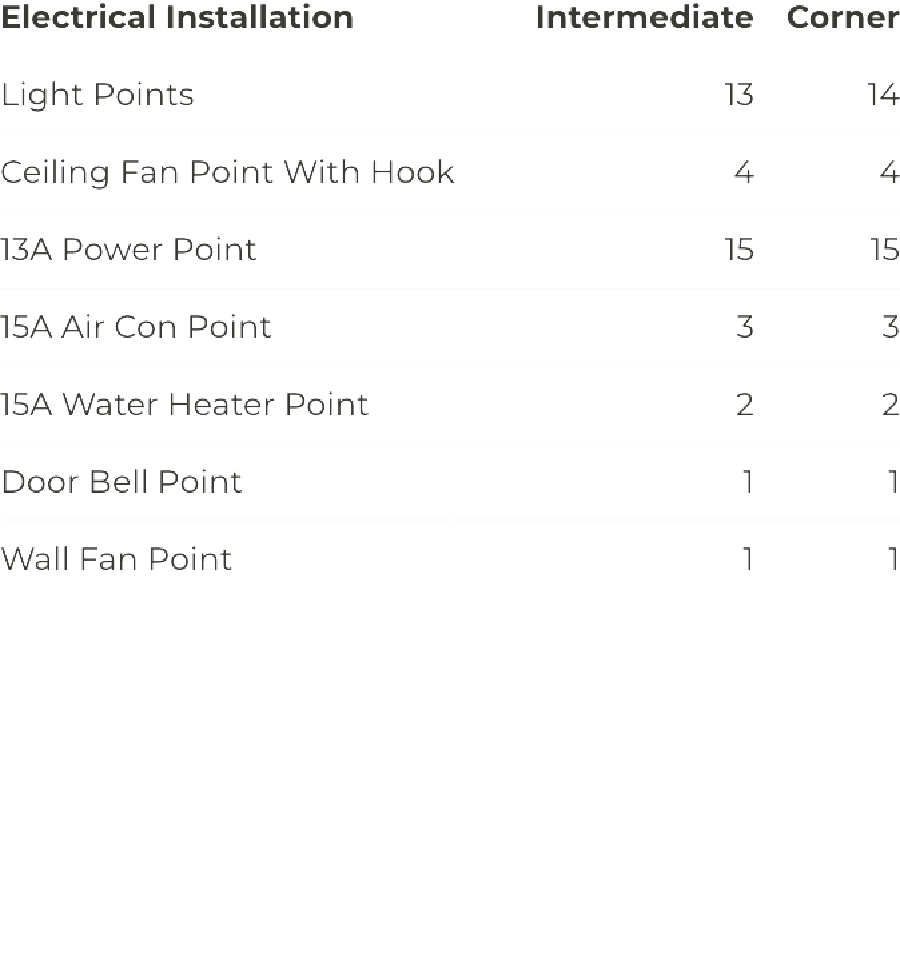 Electrical Installation Intermediate Corner
Light Points 13 14
Ceiling Fan Point With Hook 4 4
13A Power Point 15 15
15A Air Con Point 3 3
15A Water Heater Point 2 2
Door Bell Point 1 1
Wall Fan Point 1 1